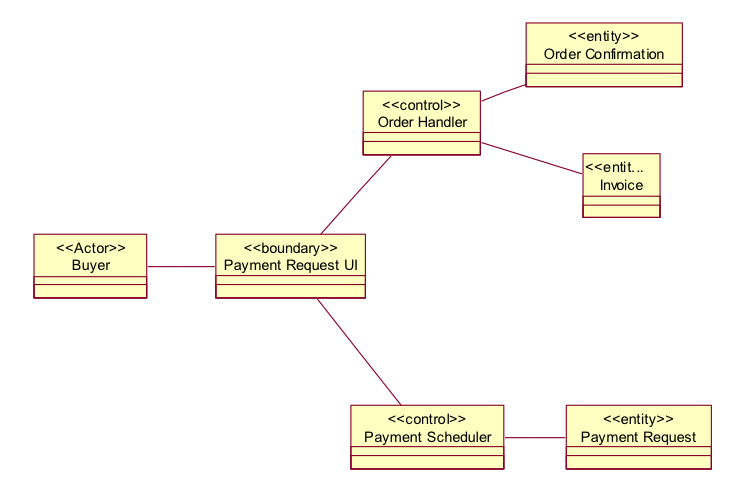 <<entity>>
Order Confirmation
<<control>>
Order Handler
<<entit...
Invoice
<<Actor>>
Buyer
<<boundary>>
Payment Request UI
<<control>>
Payment Scheduler
<<entity>>
Payment Request